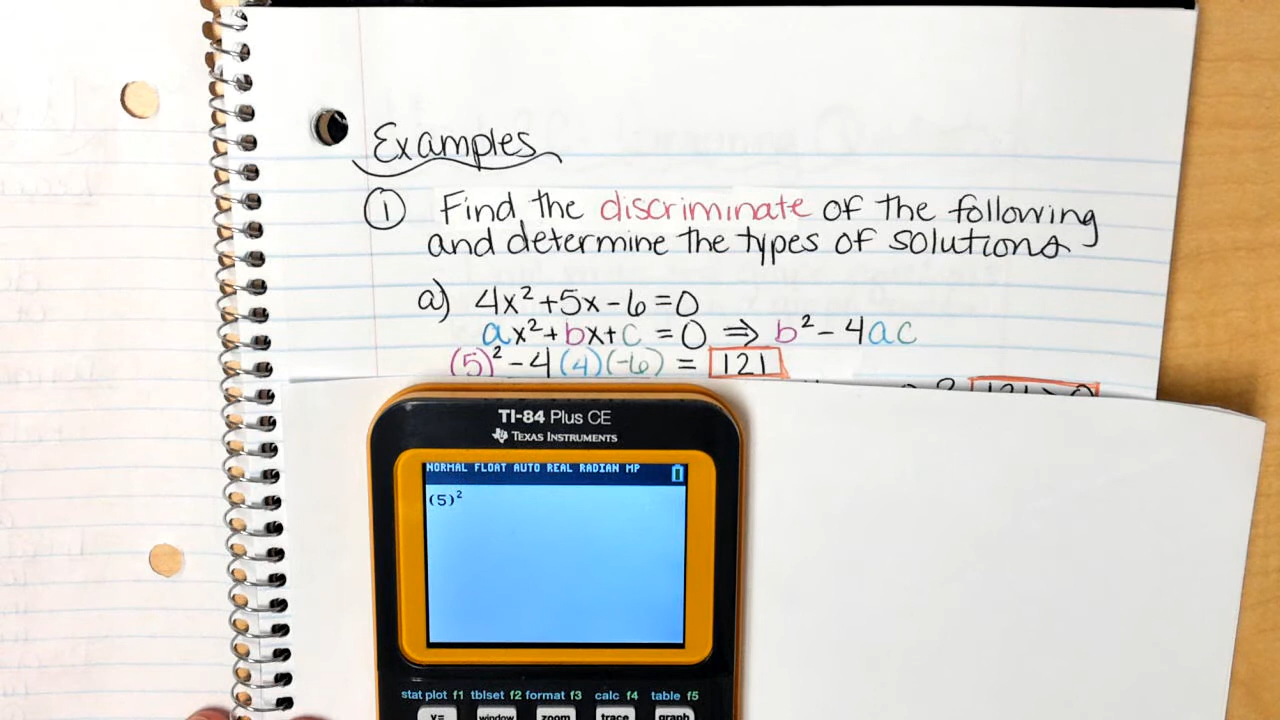 Examples
① Find the discriminate of the following
and determine the types of solutions
a) 4x²+5x-6=0
ax²+bx+c=0 ⇒ b²-4ac
(5)²-4(4)(-6) = 121
TI-84 Plus CE
TEXAS INSTRUMENTS
NORMAL FLOAT AUTO REAL RADIAN MP
(5)²
stat plot f1 tblset f2 format f3 calc f4 table f5
y= window zoom trace graph